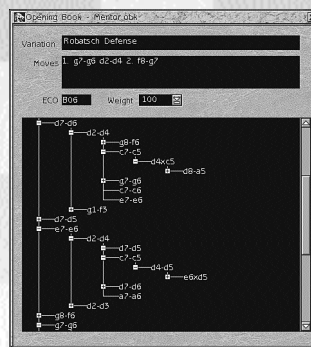 Opening Book - Mentor.obk
Variation Robatsch Defense
Moves 1. g7-g6 d2-d4 2. f8-g7
ECO B06 Weight 100
d7-d6
d2-d4
g8-f6
c7-c5
d4xc5
d8-a5
g7-g6
c7-c6
e7-e6
g1-f3
d7-d5
e7-e6
d2-d4
d7-d5
c7-c5
d4-d5
e6xd5
d7-d6
a7-a6
d2-d3
g8-f6
g7-g6